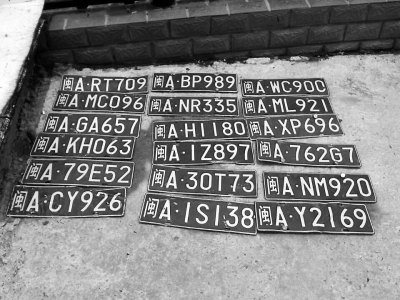 闽A·RT709 闽A·BP989 闽A·WC900
闽A·MC096 闽A·NR335 闽A·ML921
闽A·GA657 闽A·H1180 闽A·XP696
闽A·KH063 闽A·1Z897 闽A·762G7
闽A·79E52 闽A·30T73 闽A·NM920
闽A·CY926 闽A·1S138 闽A·Y2169